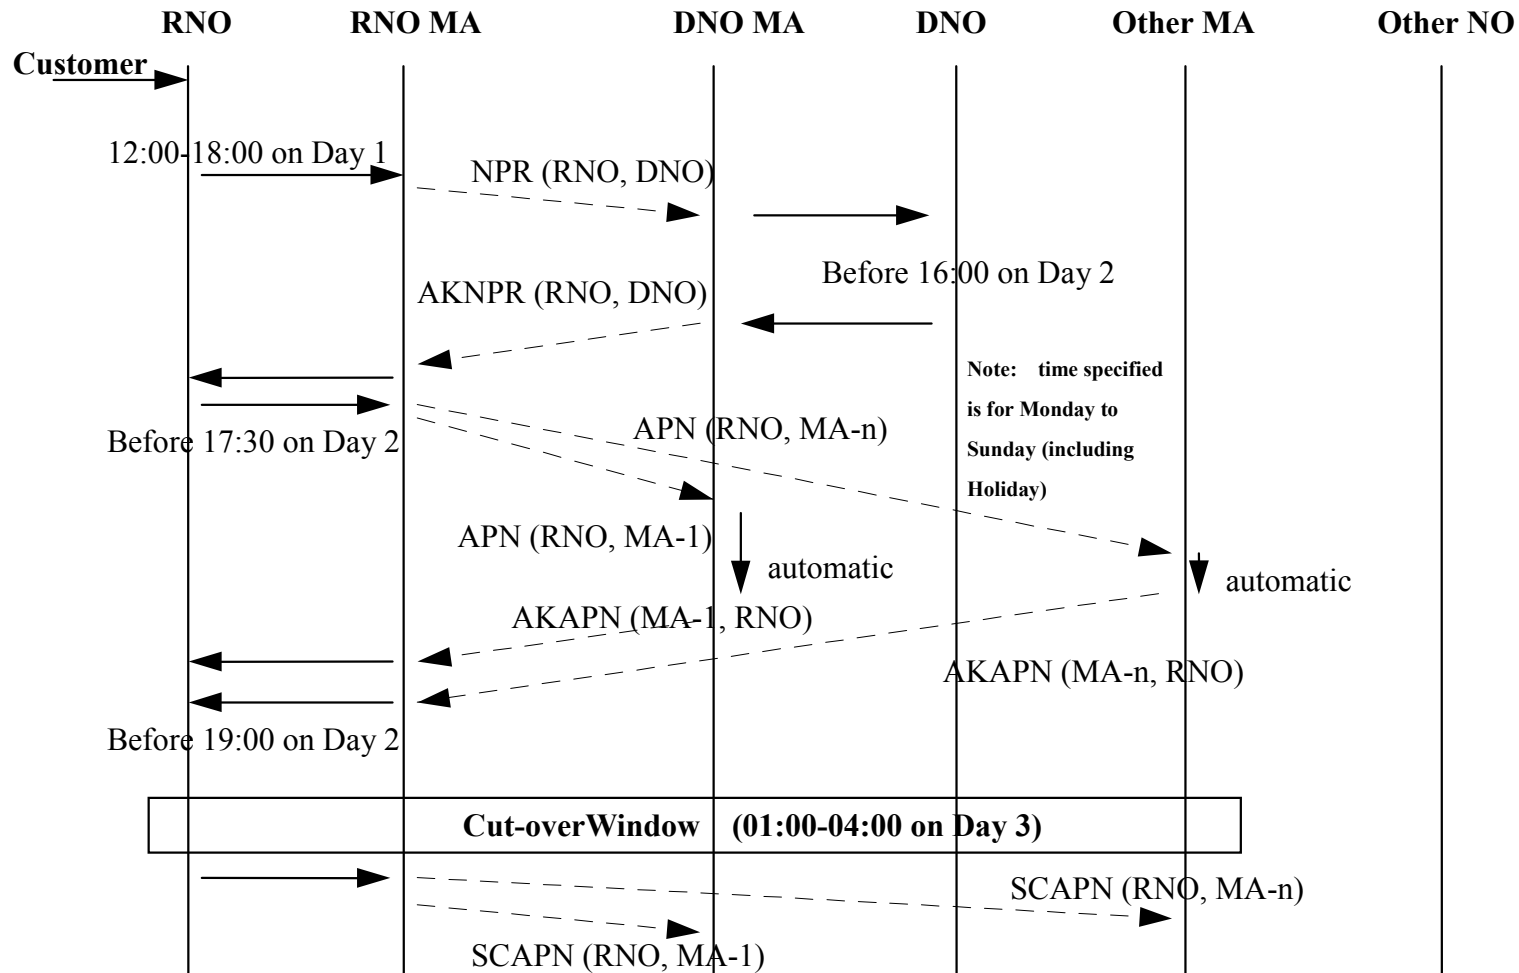 RNO RNO MA DNO MA DNO Other MA Other NO
Customer
12:00-18:00 on Day 1
NPR (RNO, DNO)
Before 16:00 on Day 2
AKNPR (RNO, DNO)
Note: time specified
is for Monday to
Sunday (including
Holiday)
APN (RNO, MA-n)
Before 17:30 on Day 2
APN (RNO, MA-1)
automatic
automatic
AKAPN (MA-1, RNO)
AKAPN (MA-n, RNO)
Before 19:00 on Day 2
Cut-overWindow (01:00-04:00 on Day 3)
SCAPN (RNO, MA-n)
SCAPN (RNO, MA-1)